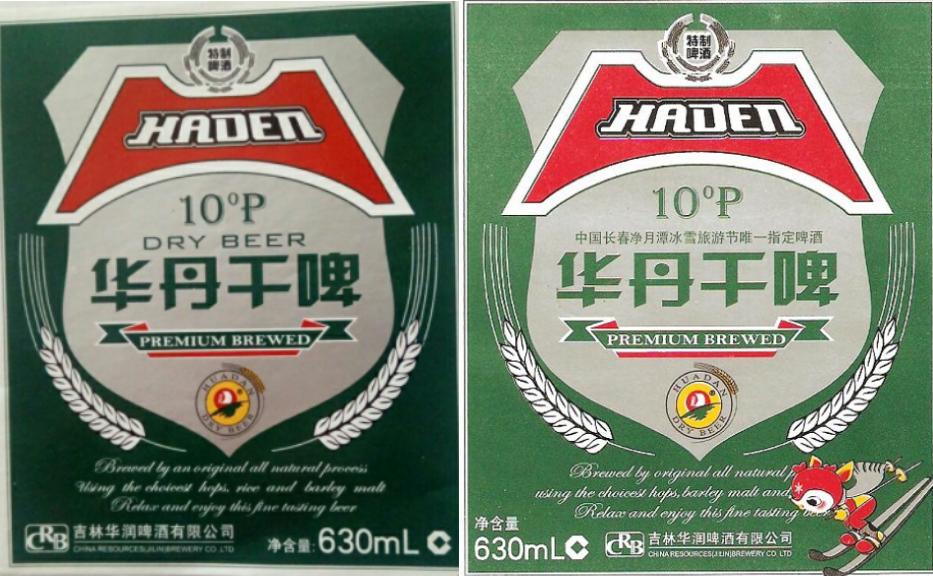 特制
啤酒
HADEN
10⁰P
DRY BEER
华丹干啤
PREMIUM BREWED
HUADAN
DRY BEER
Brewed by an original all natural process
Using the choicest hops, rice and barley malt
Relax and enjoy this fine tasting beer
CRB
吉林华润啤酒有限公司
CHINA RESOURCES(JILIN)BREWERY CO. LTD
净含量: 630mL
特制
啤酒
HADEN
10⁰P
中国长春净月潭冰雪旅游节唯一指定啤酒
华丹干啤
PREMIUM BREWED
HUADAN
DRY BEER
Brewed by original all natural
using the choicest hops, barley malt and
Relax and enjoy this fine tasting beer
净含量
630mL
CRB
吉林华润啤酒有限公司
CHINA RESOURCES(JILIN)BREWERY CO. LTD